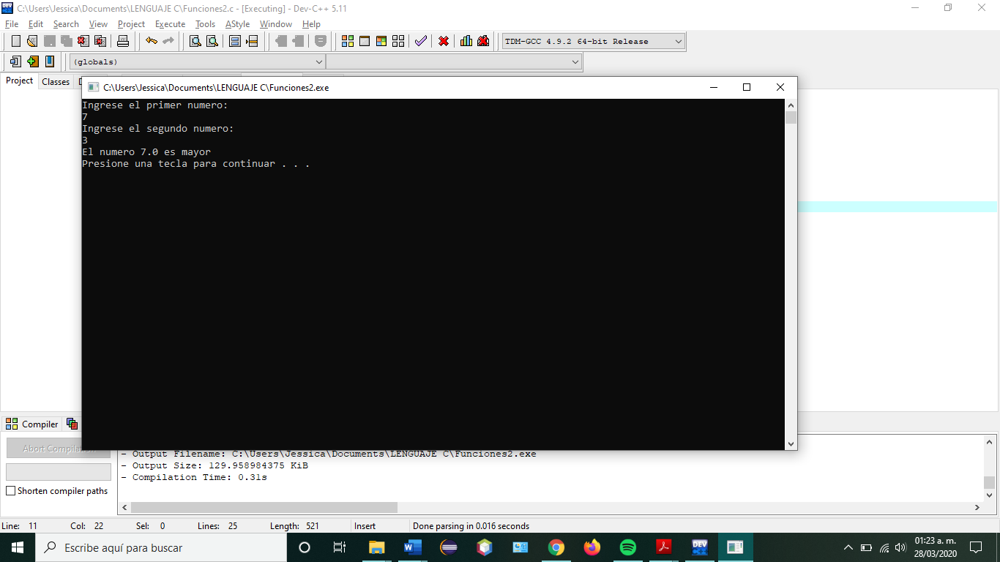 C:\Users\Jessica\Documents\LENGUAJE C\Funciones2.c - [Executing] - Dev-C++ 5.11
File Edit Search View Project Execute Tools AStyle Window Help
TDM-GCC 4.9.2 64-bit Release
(globals)
Project Classes
C:\Users\Jessica\Documents\LENGUAJE C\Funciones2.exe
Ingrese el primer numero:
7
Ingrese el segundo numero:
3
El numero 7.0 es mayor
Presione una tecla para continuar . . .
Compiler
Abort Compilation
- Output Filename: C:\Users\Jessica\Documents\LENGUAJE C\Funciones2.exe
- Output Size: 129.958984375 KiB
- Compilation Time: 0.31s
Shorten compiler paths
Line: 11 Col: 22 Sel: 0 Lines: 25 Length: 521 Insert Done parsing in 0.016 seconds
Escribe aquí para buscar
DEV
01:23 a. m.
28/03/2020